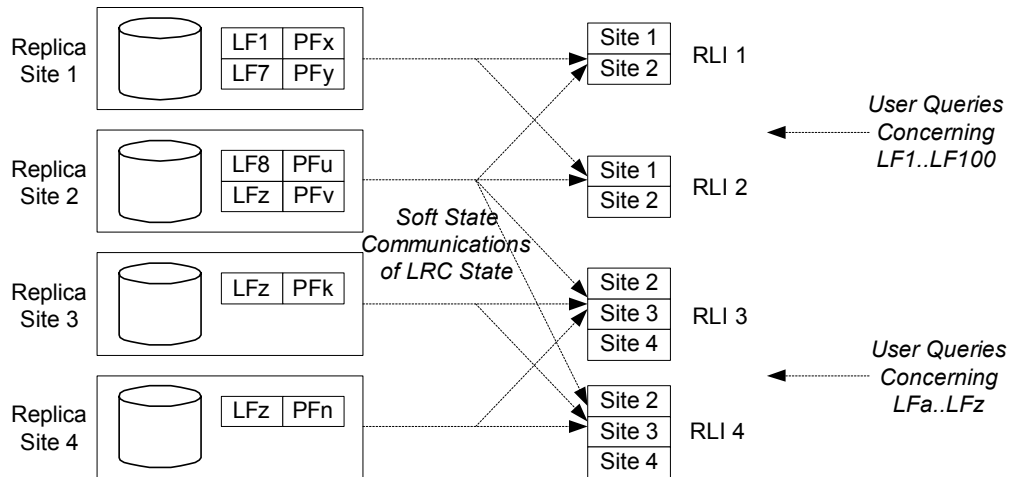 Replica
Site 1
LF1 PFx
LF7 PFy
Site 1
Site 2
RLI 1
User Queries
Concerning
LF1..LF100
Replica
Site 2
LF8 PFu
LFz PFv
Site 1
Site 2
RLI 2
Soft State
Communications
of LRC State
Replica
Site 3
LFz PFk
Site 2
Site 3
Site 4
RLI 3
User Queries
Concerning
LFa..LFz
Replica
Site 4
LFz PFn
Site 2
Site 3
Site 4
RLI 4